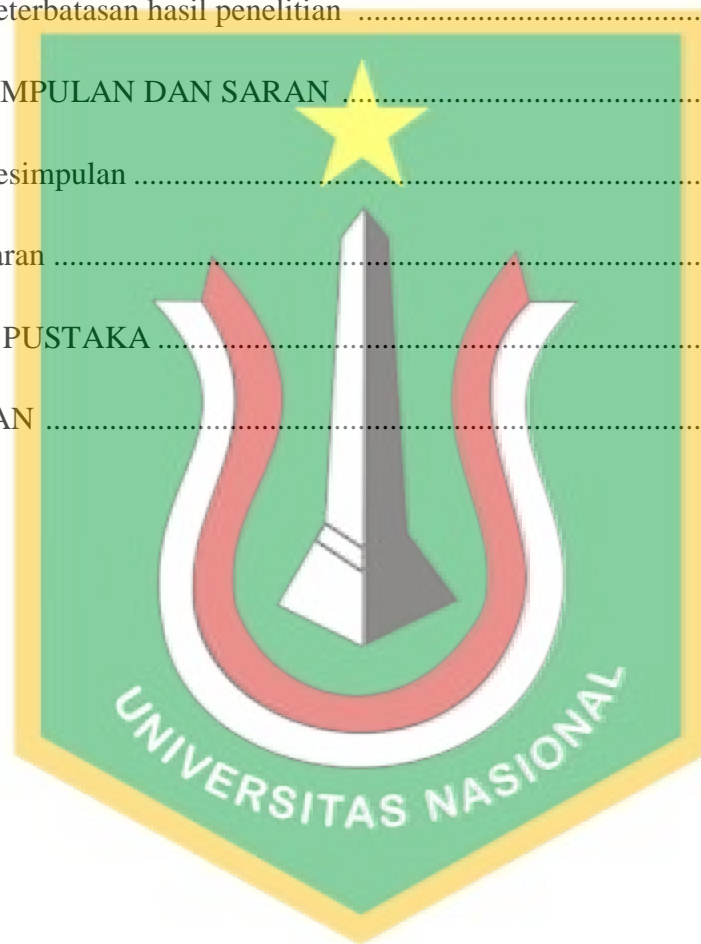 eterbatasan hasil penelitian ........................................................
MPULAN DAN SARAN ........................................................
esimpulan ....................................................................................
aran ..............................................................................................
PUSTAKA ..................................................................................
AN ................................................................................................
UNIVERSITAS NASIONAL